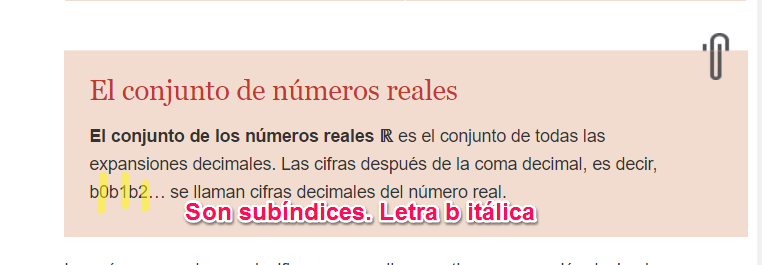 El conjunto de números reales
El conjunto de los números reales ℝ es el conjunto de todas las
expansiones decimales. Las cifras después de la coma decimal, es decir,
b0b1b2... se llaman cifras decimales del número real.
Son subíndices. Letra b itálica